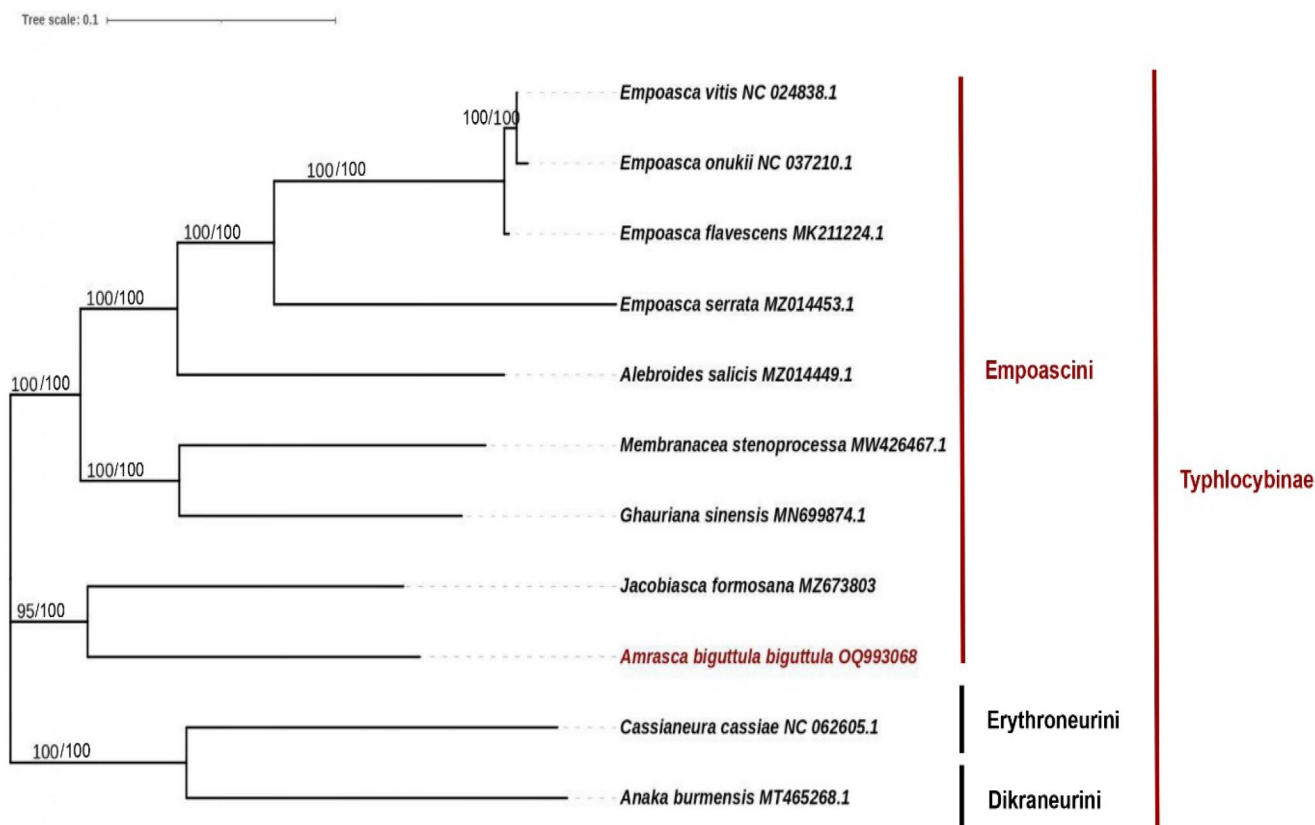 Tree scale: 0.1
Empoasca vitis NC 024838.1
100/100
Empoasca onukii NC 037210.1
100/100
Empoasca flavescens MK211224.1
100/100
Empoasca serrata MZ014453.1
100/100
Empoascini
Alebroides salicis MZ014449.1
100/100
Membranacea stenoprocessa MW426467.1
100/100
Typhlocybinae
Ghauriana sinensis MN699874.1
Jacobiasca formosana MZ673803
95/100
Amrasca biguttula biguttula OQ993068
Cassianeura cassiae NC 062605.1
Erythroneurini
100/100
Anaka burmensis MT465268.1
Dikraneurini